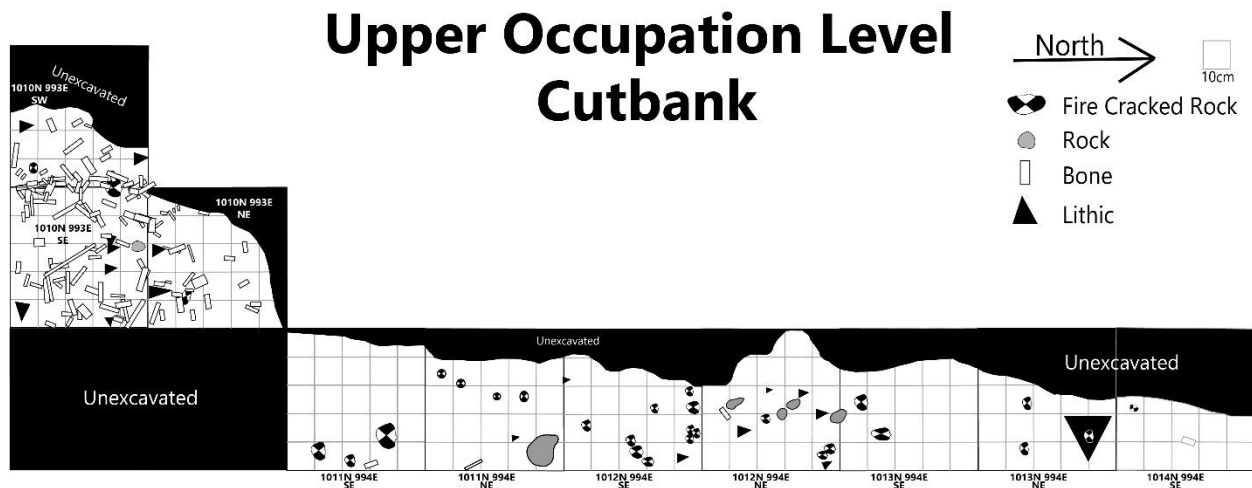 Upper Occupation Level
Cutbank
North
10cm
Fire Cracked Rock
Rock
Bone
Lithic
Unexcavated
1010N 993E
SW
1010N 993E
NE
1010N 993E
SE
Unexcavated
Unexcavated
Unexcavated
1011N 994E
SE
1011N 994E
NE
1012N 994E
SE
1012N 994E
NE
1013N 994E
SE
1013N 994E
NE
1014N 994E
SE